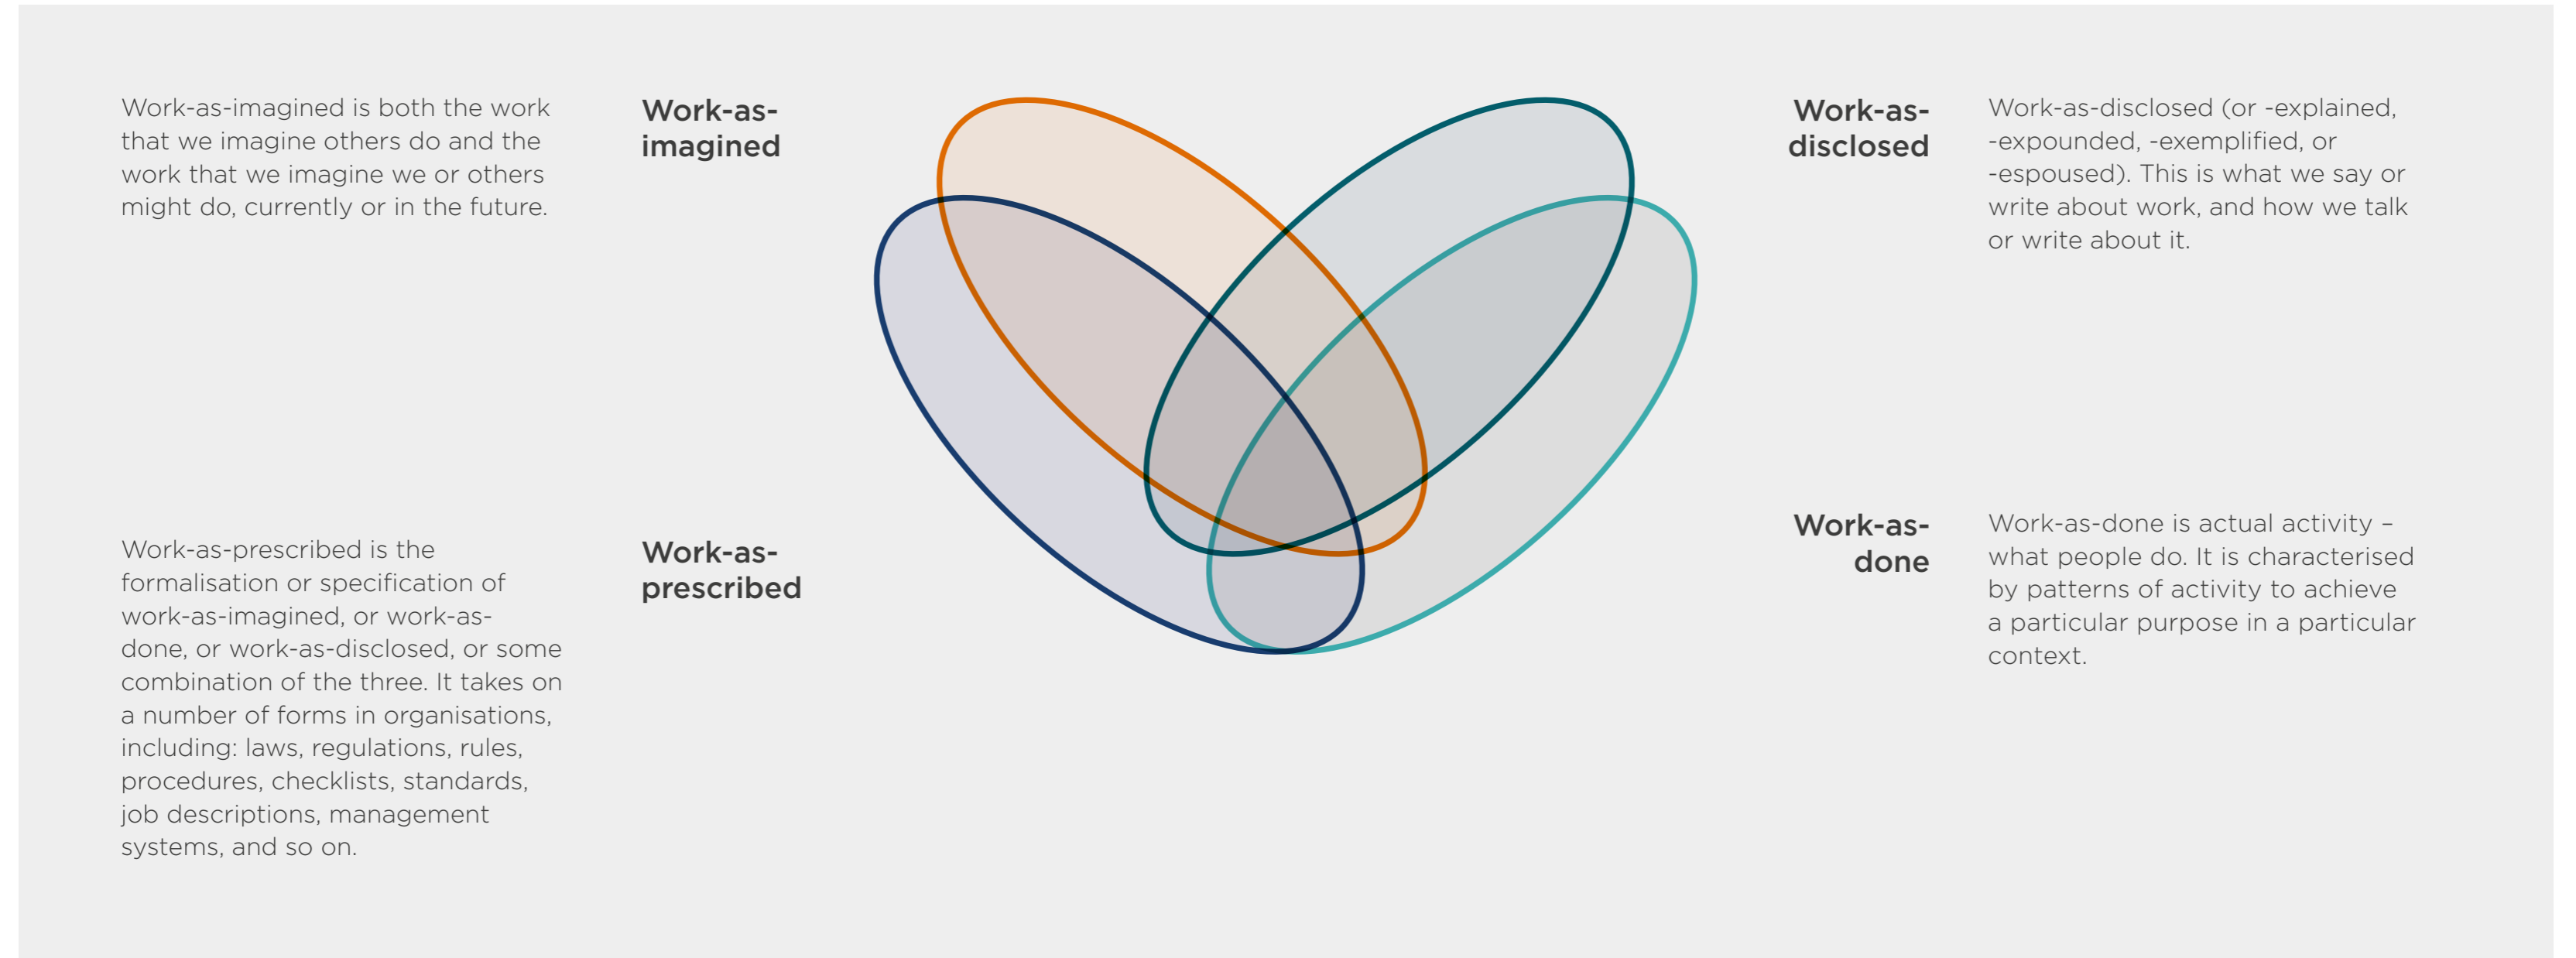 Work-as-imagined is both the work
that we imagine others do and the
work that we imagine we or others
might do, currently or in the future.
Work-as-
imagined
Work-as-
disclosed
Work-as-disclosed (or -explained,
-expounded, -exemplified, or
-espoused). This is what we say or
write about work, and how we talk
or write about it.
Work-as-prescribed is the
formalisation or specification of
work-as-imagined, or work-as-
done, or work-as-disclosed, or some
combination of the three. It takes on
a number of forms in organisations,
including: laws, regulations, rules,
procedures, checklists, standards,
job descriptions, management
systems, and so on.
Work-as-
prescribed
Work-as-
done
Work-as-done is actual activity –
what people do. It is characterised
by patterns of activity to achieve
a particular purpose in a particular
context.